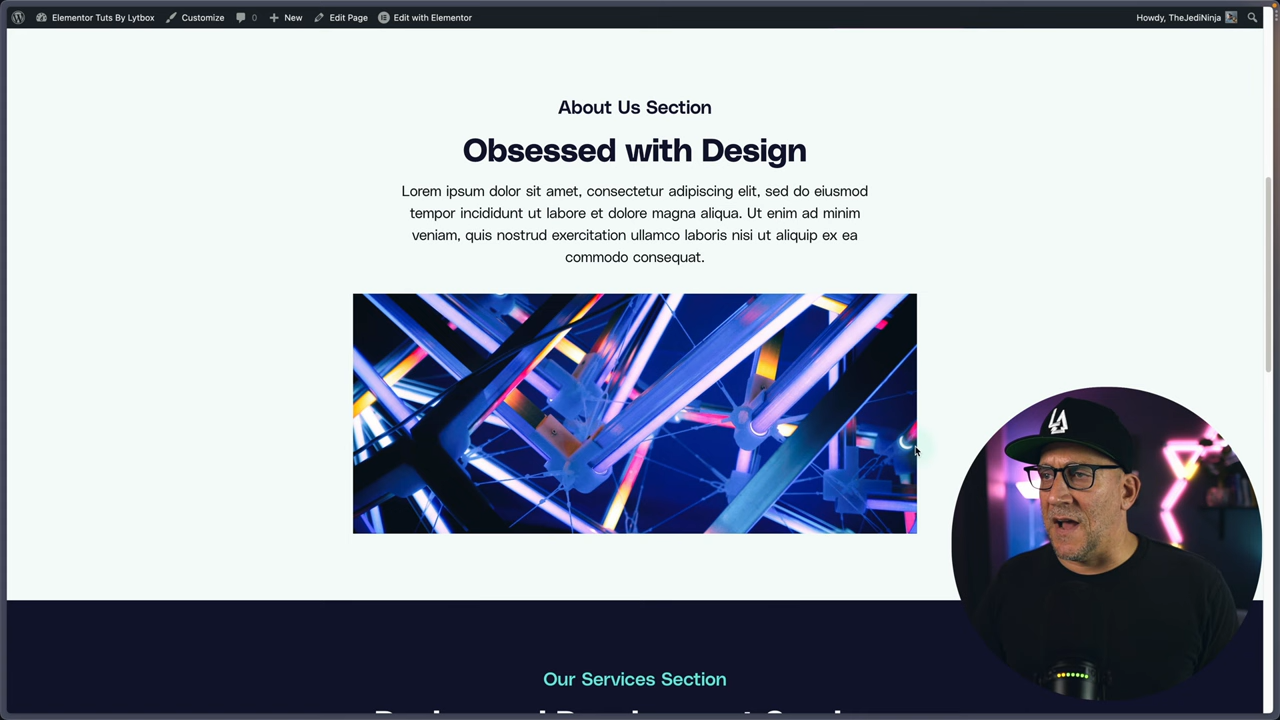 Elementor Tuts By Lytbox Customize 0 New Edit Page Edit with Elementor Howdy, TheJediNinja
About Us Section
Obsessed with Design
Lorem ipsum dolor sit amet, consectetur adipiscing elit, sed do eiusmod
tempor incididunt ut labore et dolore magna aliqua. Ut enim ad minim
veniam, quis nostrud exercitation ullamco laboris nisi ut aliquip ex ea
commodo consequat.
Our Services Section